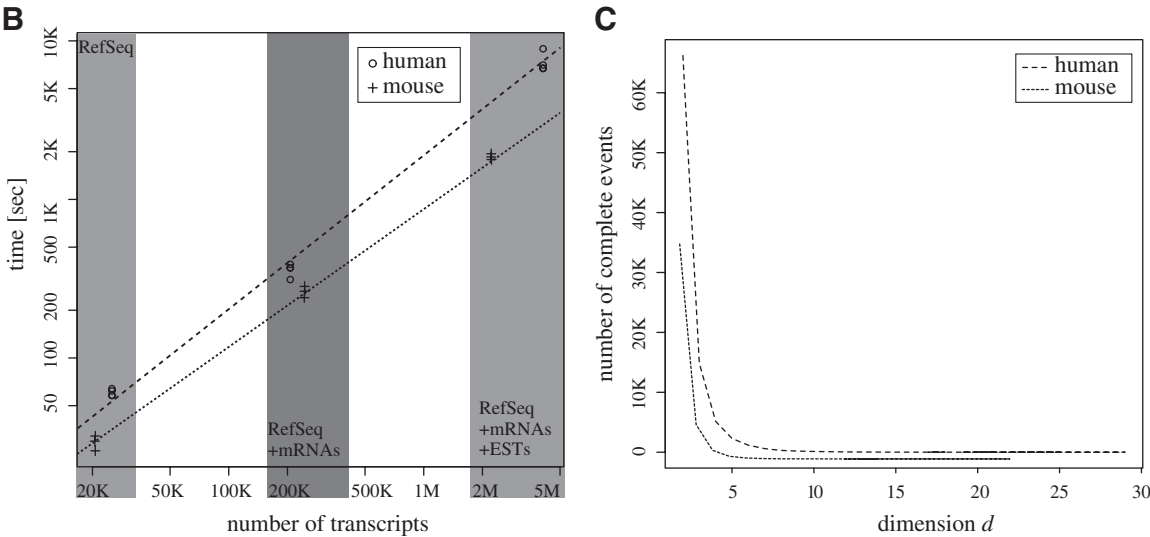 B
10K
5K
2K
1K
500
200
100
50
time [sec]
RefSeq
human
mouse
RefSeq
+mRNAs
RefSeq
+mRNAs
+ESTs
20K 50K 100K 200K 500K 1M 2M 5M
number of transcripts
C
60K
50K
40K
30K
20K
10K
0
number of complete events
human
mouse
5 10 15 20 25 30
dimension d